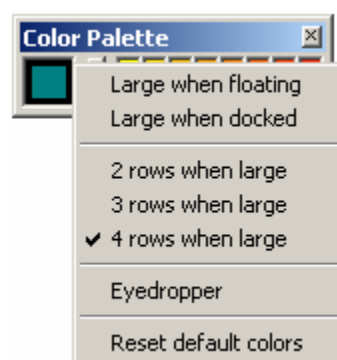 Color Palette
Large when floating
Large when docked
2 rows when large
3 rows when large
4 rows when large
Eyedropper
Reset default colors